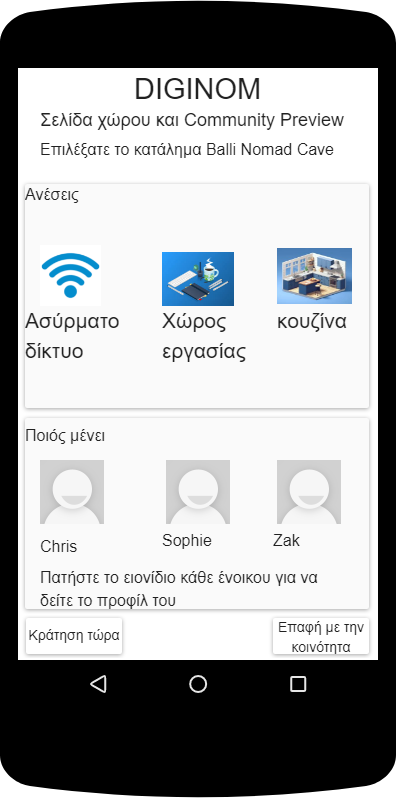 DIGINOM
Σελίδα χώρου και Community Preview
Επιλέξατε το κατάλημα Balli Nomad Cave
Ανέσεις
Ασύρματο
δίκτυο
Χώρος
εργασίας
κουζίνα
Ποιός μένει
Chris
Sophie
Zak
Πατήστε το ειονίδιο κάθε ένοικου για να
δείτε το προφίλ του
Κράτηση τώρα
Επαφή με την
κοινότητα